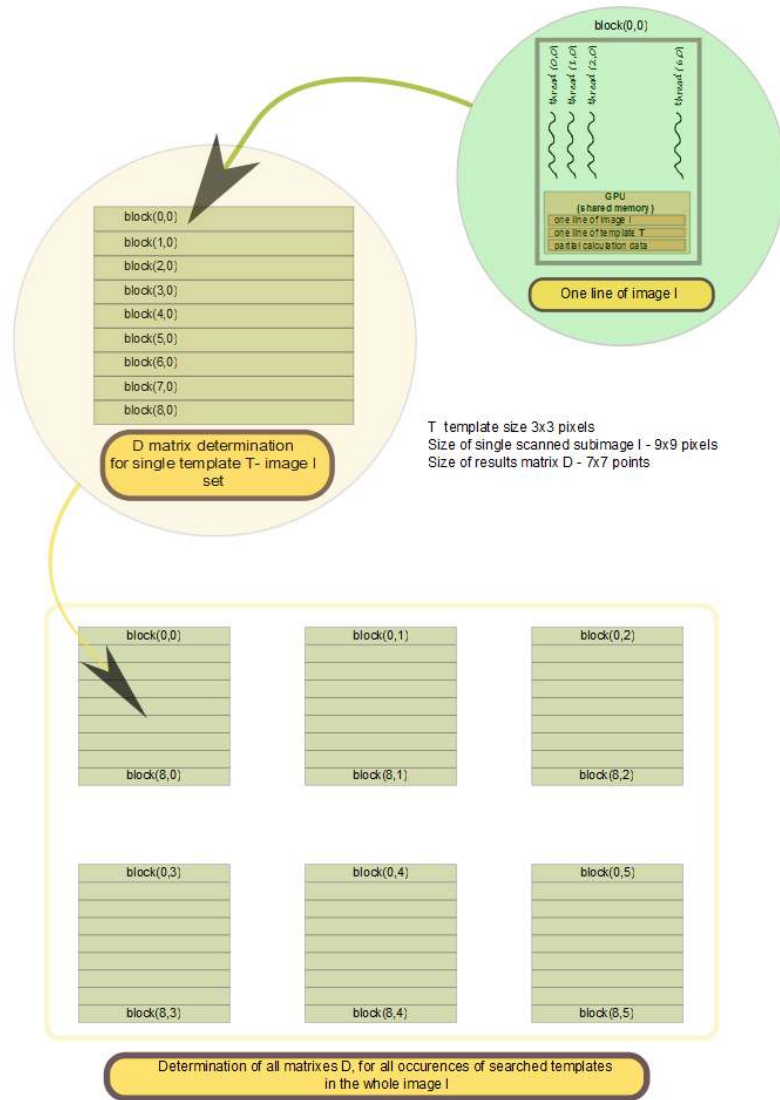 block(0,0)
thread (0,0)
thread (1,0)
thread (2,0)
thread (6,0)
GPU
(shared memory)
one line of image I
one line of template T
partial calculation data
One line of image I
block(0,0)
block(1,0)
block(2,0)
block(3,0)
block(4,0)
block(5,0)
block(6,0)
block(7,0)
block(8,0)
D matrix determination
for single template T- image I
set
T template size 3x3 pixels
Size of single scanned subimage I - 9x9 pixels
Size of results matrix D - 7x7 points
block(0,0)
block(0,1)
block(0,2)
block(8,0)
block(8,1)
block(8,2)
block(0,3)
block(0,4)
block(0,5)
block(8,3)
block(8,4)
block(8,5)
Determination of all matrixes D, for all occurences of searched templates
in the whole image I